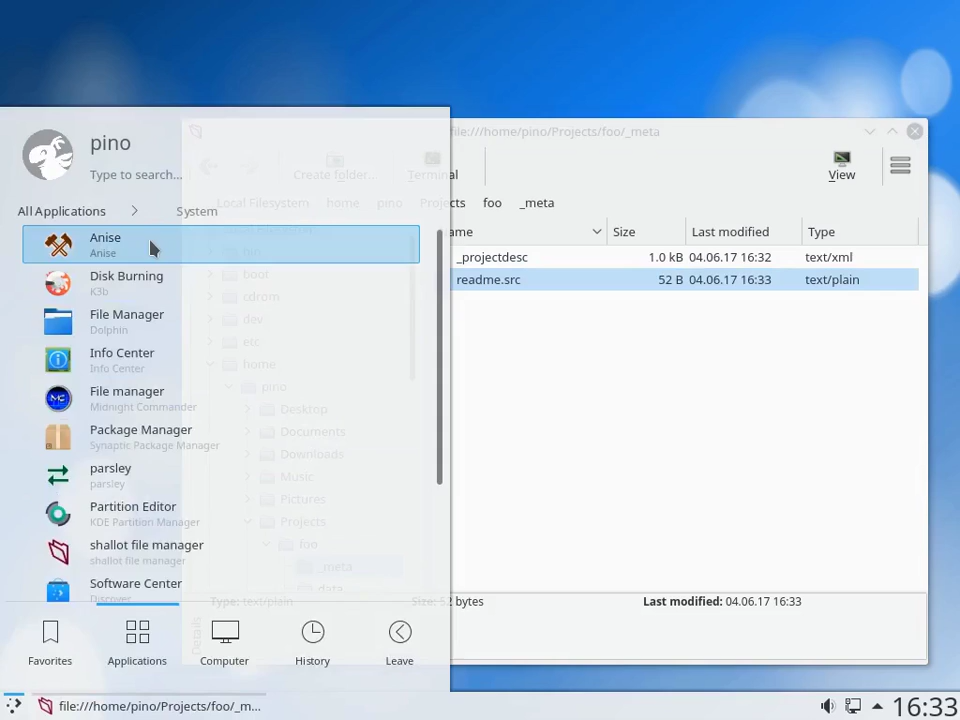 pino
Type to search...
All Applications
System
Anise
Anise
Disk Burning
K3b
File Manager
Dolphin
Info Center
Info Center
File manager
MC
Midnight Commander
Package Manager
Synaptic Package Manager
parsley
parsley
Partition Editor
KDE Partition Manager
shallot file manager
shallot file manager
Software Center
Discover
Favorites
Applications
Computer
History
Leave
file:///home/pino/Projects/foo/_meta
Create folder...
Terminal
View
Local Filesystem
home
pino
Projects
foo
_meta
ame
Size
Last modified
Type
_projectdesc
1.0 kB
04.06.17 16:32
text/xml
readme.src
52 B
04.06.17 16:33
text/plain
bin
boot
cdrom
dev
etc
home
pino
Desktop
Documents
Downloads
Music
Pictures
Projects
foo
_meta
data
Type: text/plain
Size: 52 bytes
Last modified: 04.06.17 16:33
Details
file:///home/pino/Projects/foo/_m...
16:33